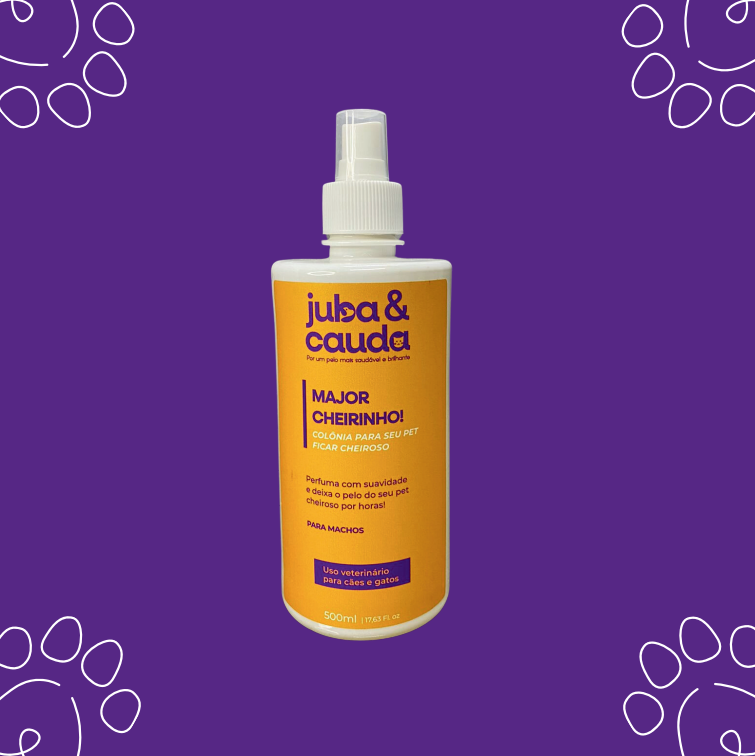 juba &
cauda
Por um pelo mais saudável e brilhante
MAJOR
CHEIRINHO!
COLÔNIA PARA SEU PET
FICAR CHEIROSO
Perfuma com suavidade
e deixa o pelo do seu pet
cheiroso por horas!
PARA MACHOS
Uso veterinário
para cães e gatos
500ml | 17,63 Fl. oz